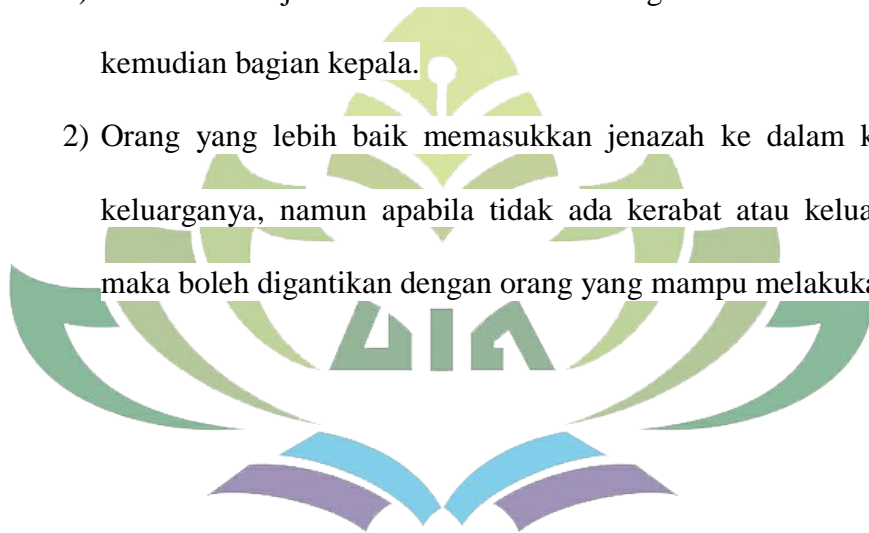 kemudian bagian kepala.
2) Orang yang lebih baik memasukkan jenazah ke dalam
keluarganya, namun apabila tidak ada kerabat atau
maka boleh digantikan dengan orang yang mampu
UIN